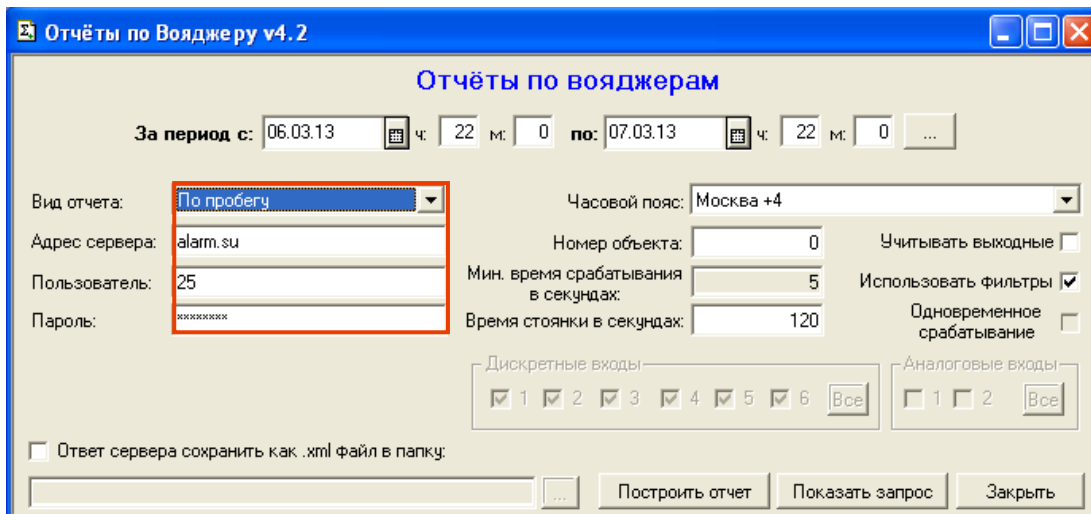 Отчёты по Вояджеру v4.2
Отчёты по вояджерам
За период с: 06.03.13 ч: 22 м: 0 по: 07.03.13 ч: 22 м: 0 ...
Вид отчета: По пробегу Часовой пояс: Москва +4
Адрес сервера: alarm.su Номер объекта: 0 Учитывать выходные
Пользователь: 25 Мин. время срабатывания в секундах: 5 Использовать фильтры
Пароль: ******** Время стоянки в секундах: 120 Одновременное срабатывание
Дискретные входы Аналоговые входы
1 2 3 4 5 6 Все 1 2 Все
Ответ сервера сохранить как .xml файл в папку:
... Построить отчет Показать запрос Закрыть